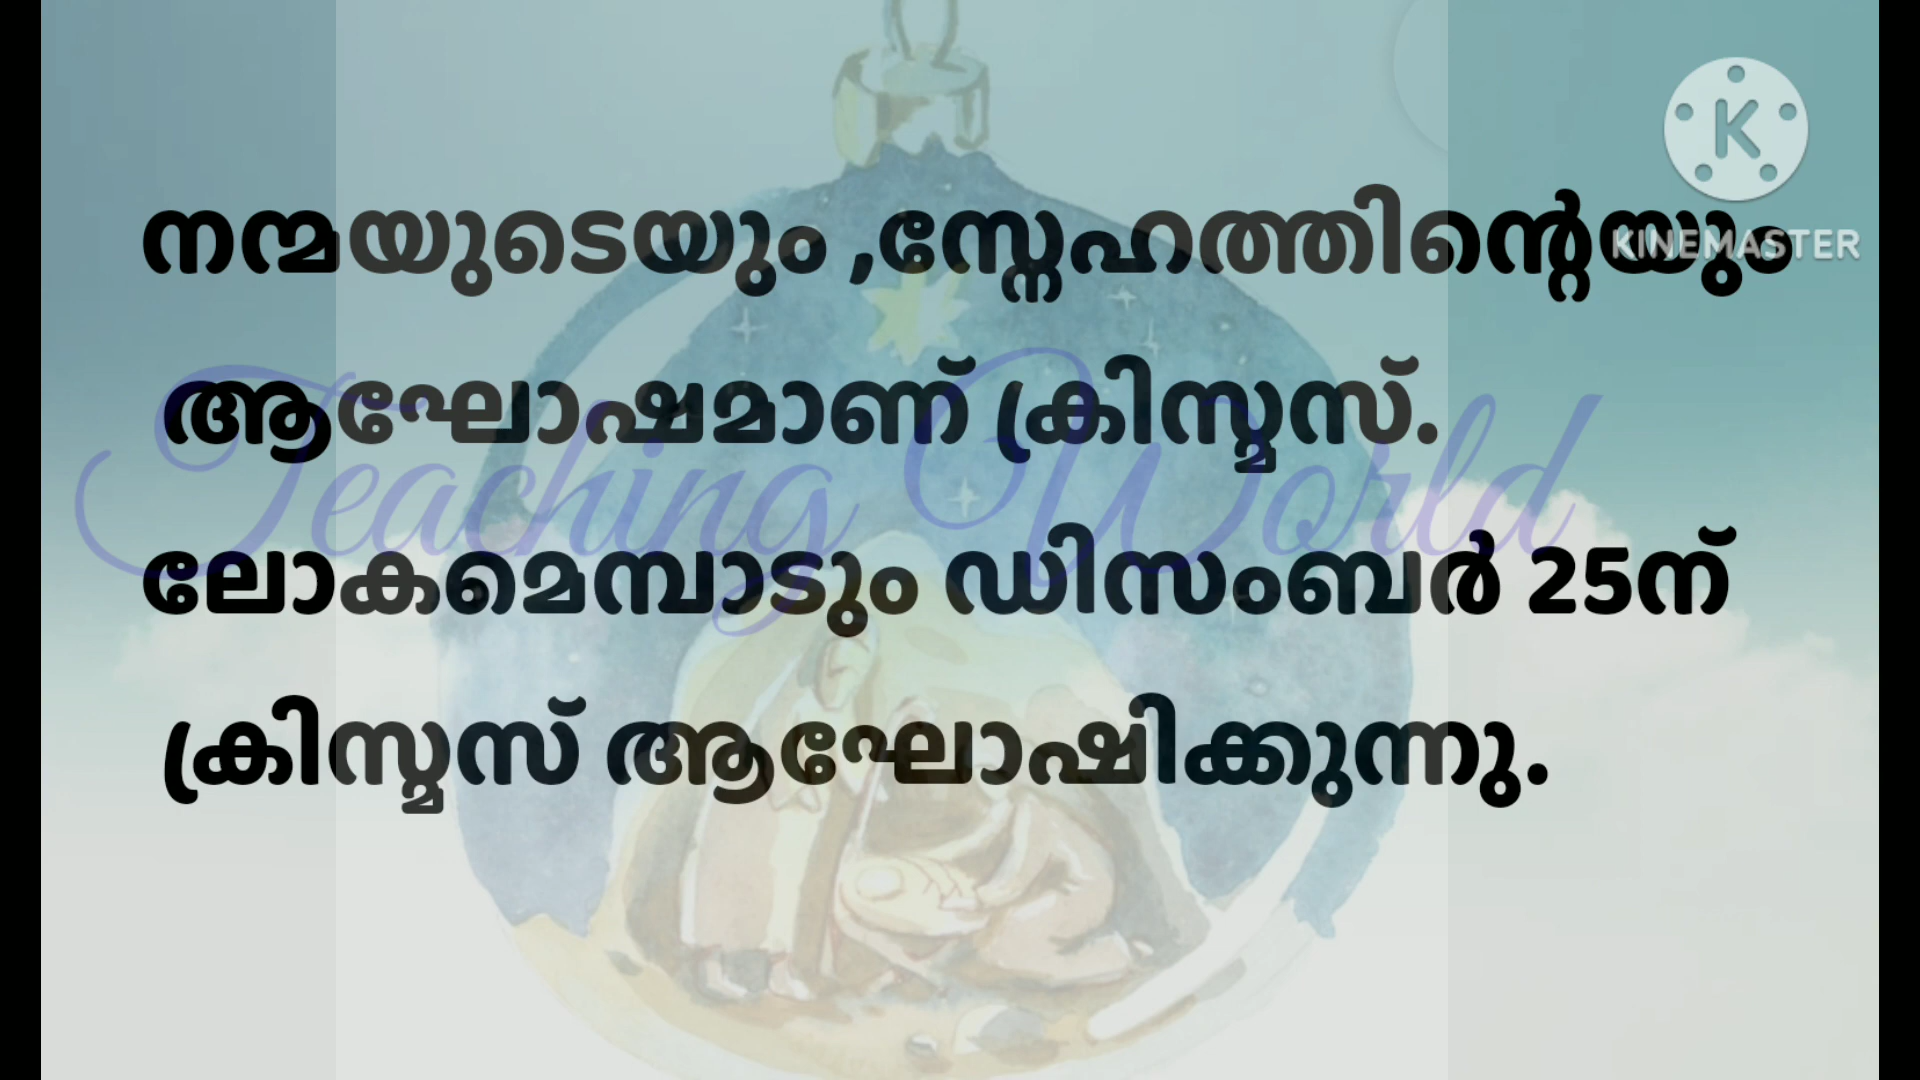 നന്മയുടെയും ,സ്നേഹത്തിന്റെയും
ആഘോഷമാണ് ക്രിസ്മസ്.
ലോകമെമ്പാടും ഡിസംബർ 25ന്
ക്രിസ്മസ് ആഘോഷിക്കുന്നു.
Teaching World
K
KINEMASTER